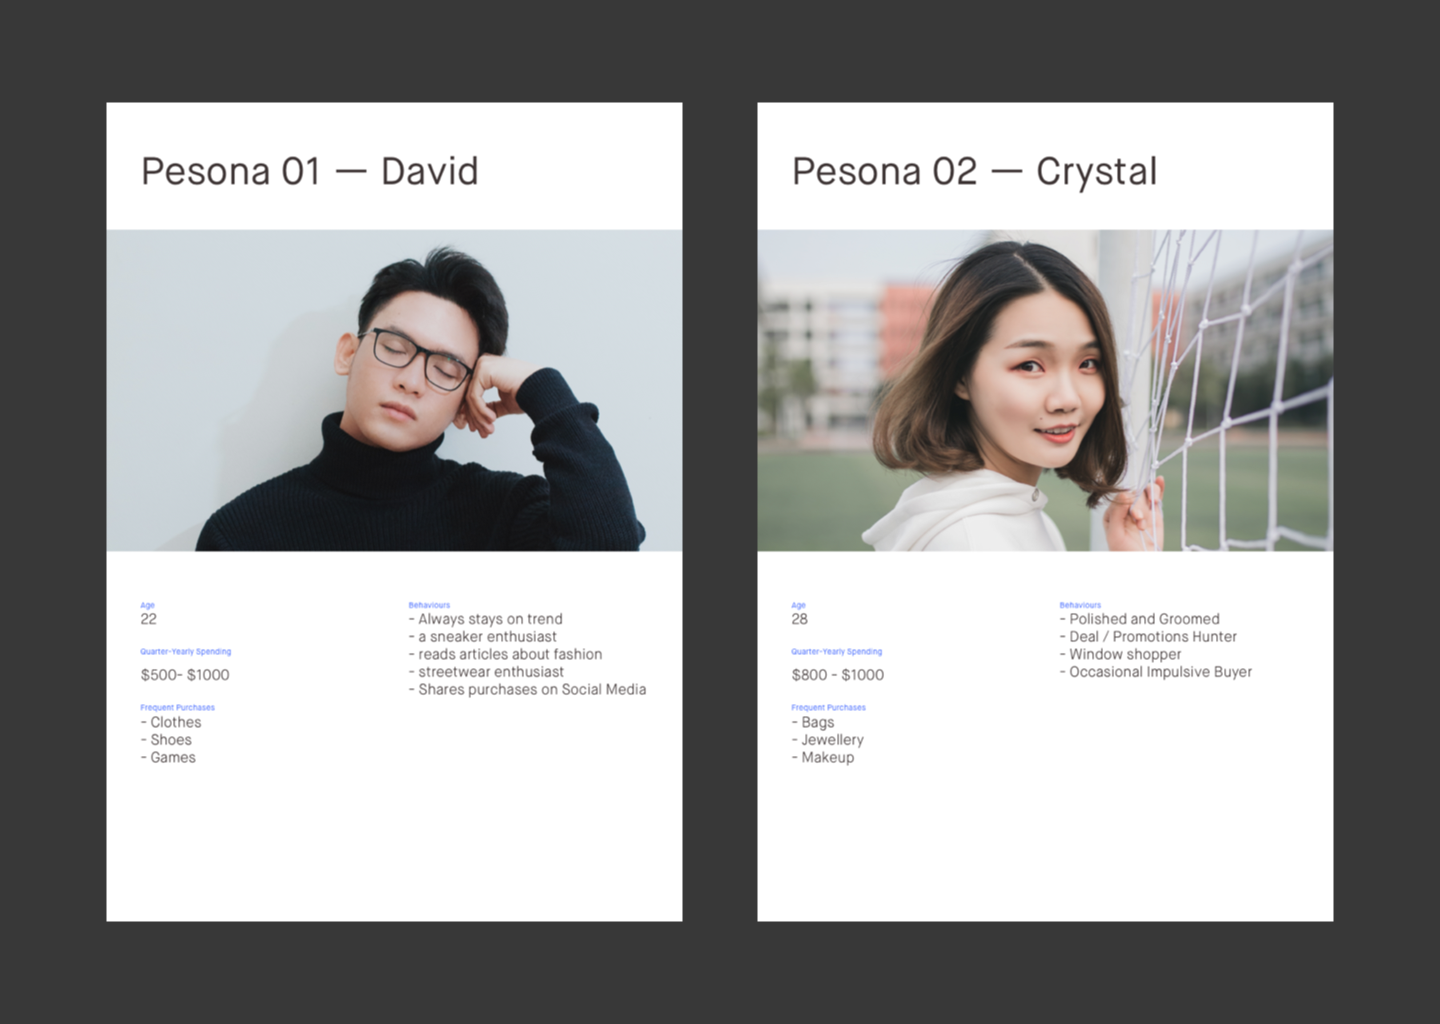 Pesona 01 — David
Age
22
Quarter-Yearly Spending
$500- $1000
Frequent Purchases
- Clothes
- Shoes
- Games
Behaviours
- Always stays on trend
- a sneaker enthusiast
- reads articles about fashion
- streetwear enthusiast
- Shares purchases on Social Media
Pesona 02 — Crystal
Age
28
Quarter-Yearly Spending
$800 - $1000
Frequent Purchases
- Bags
- Jewellery
- Makeup
Behaviours
- Polished and Groomed
- Deal / Promotions Hunter
- Window shopper
- Occasional Impulsive Buyer